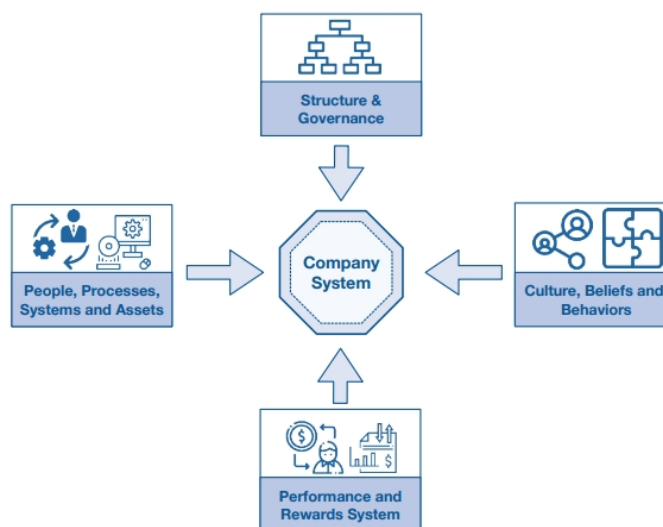 Structure &
Governance
People, Processes,
Systems and Assets
Company
System
Culture, Beliefs and
Behaviors
$
$
Performance and
Rewards System